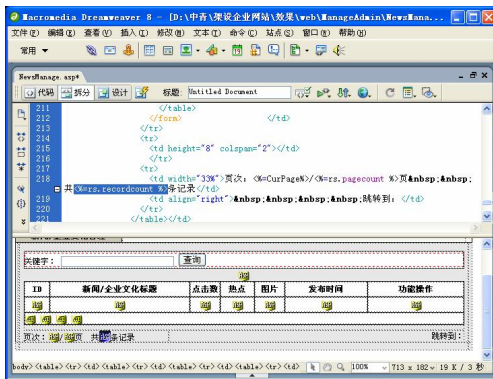 Macromedia Dreamweaver 8 - [D:\中青\架设企业网站\效果\web\ManageAdmin\NewsMana...
文件(F) 编辑(E) 查看(V) 插入(I) 修改(M) 文本(T) 命令(C) 站点(S) 窗口(W) 帮助(H)
常用
NewsManage.asp*
代码 拆分 设计 标题: Untitled Document
211 </table>
212 </form> </td>
213 </tr>
214 <tr>
215 <td height="8" colspan="2"></td>
216 </tr>
217 <tr>
218 <td width="33%">页次：<%=CurPage%>/<%=rs.pagecount %>页&nbsp;&nbsp;
共<%=rs.recordcount %>条记录</td>
219 <td align="right">&nbsp;&nbsp;&nbsp;&nbsp;跳转到：</td>
220 </tr>
221 </table></td>
关键字： 查询
ID 新闻/企业文化标题 点击数 热点 图片 发布时间 功能操作
页次： / 页 共 条记录 跳转到：
body> <table> <tr> <td> <table> <tr> <td> <table> <tr> <td> <table> <tr> <td> <table> <tr> <td> 100% 713 x 182 19 K / 3 秒